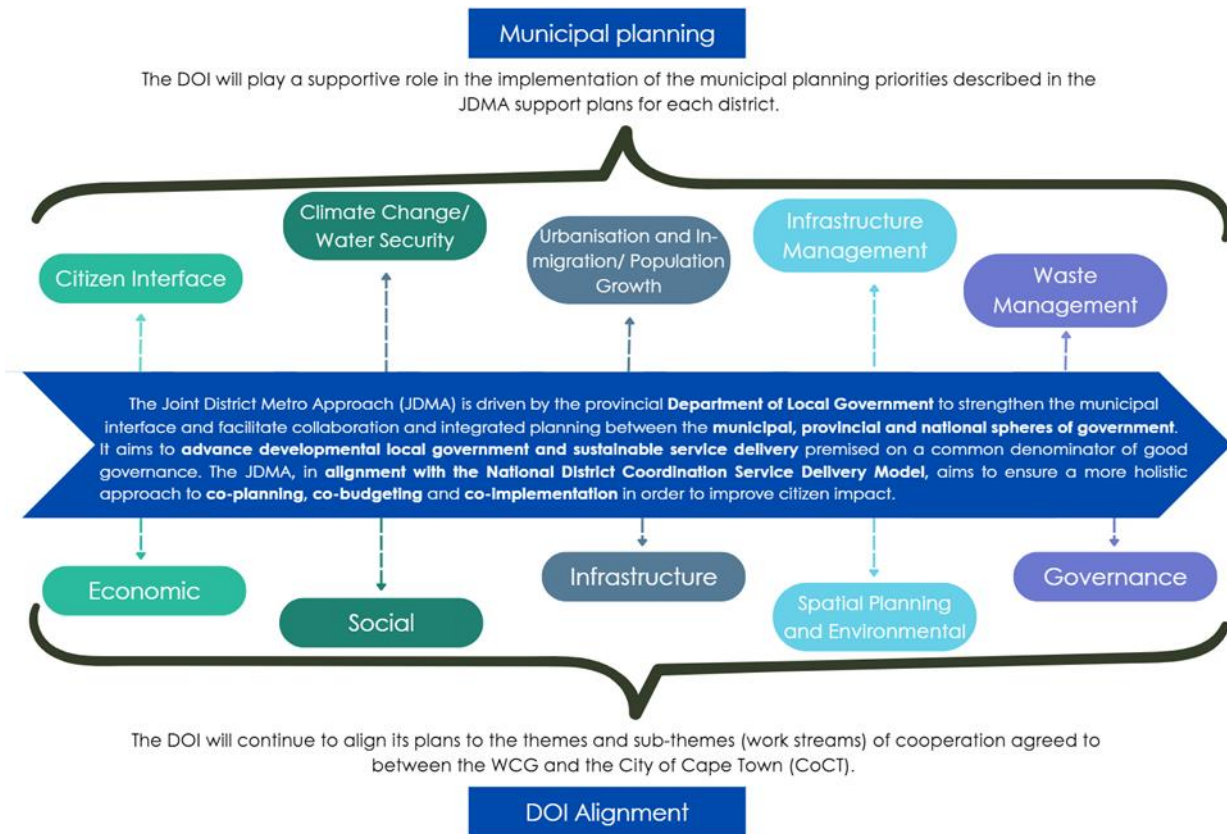 Municipal planning
The DOI will play a supportive role in the implementation of the municipal planning priorities described in the
JDMA support plans for each district.
Citizen Interface
Climate Change/
Water Security
Urbanisation and In-
migration/ Population
Growth
Infrastructure
Management
Waste
Management
The Joint District Metro Approach (JDMA) is driven by the provincial Department of Local Government to strengthen the municipal
interface and facilitate collaboration and integrated planning between the municipal, provincial and national spheres of government.
It aims to advance developmental local government and sustainable service delivery premised on a common denominator of good
governance. The JDMA, in alignment with the National District Coordination Service Delivery Model, aims to ensure a more holistic
approach to co-planning, co-budgeting and co-implementation in order to improve citizen impact.
Economic
Social
Infrastructure
Spatial Planning
and Environmental
Governance
The DOI will continue to align its plans to the themes and sub-themes (work streams) of cooperation agreed to
between the WCG and the City of Cape Town (CoCT).
DOI Alignment